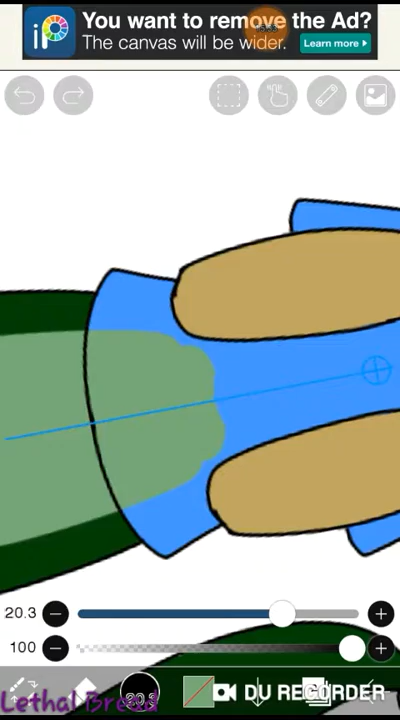 You want to remove the Ad?
iP
The canvas will be wider.
Learn more
20.3
100
DU RECORDER
Lethal Bread